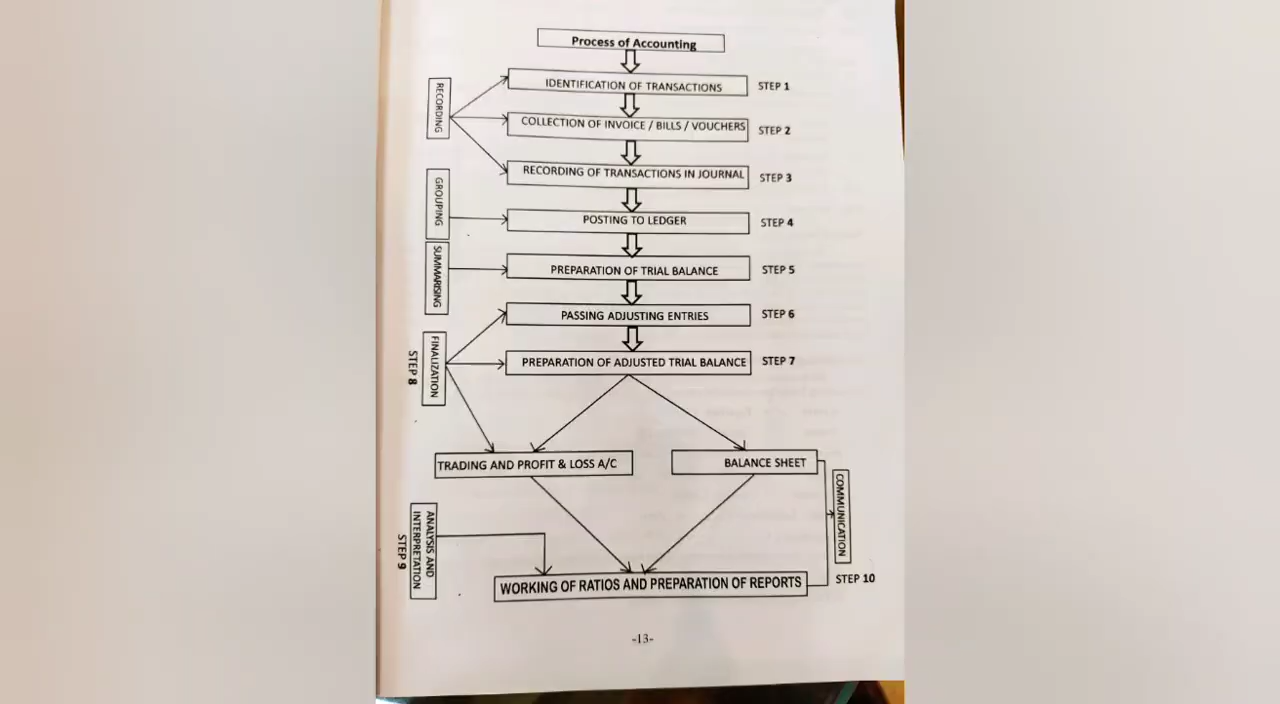 Process of Accounting
RECORDING
IDENTIFICATION OF TRANSACTIONS STEP 1
COLLECTION OF INVOICE / BILLS / VOUCHERS STEP 2
RECORDING OF TRANSACTIONS IN JOURNAL STEP 3
GROUPING
POSTING TO LEDGER STEP 4
SUMMARISING
PREPARATION OF TRIAL BALANCE STEP 5
PASSING ADJUSTING ENTRIES STEP 6
FINALIZATION
STEP 8
PREPARATION OF ADJUSTED TRIAL BALANCE STEP 7
TRADING AND PROFIT & LOSS A/C
BALANCE SHEET
COMMUNICATION
ANALYSIS AND
INTERPRETATION
STEP 9
WORKING OF RATIOS AND PREPARATION OF REPORTS
STEP 10
-13-